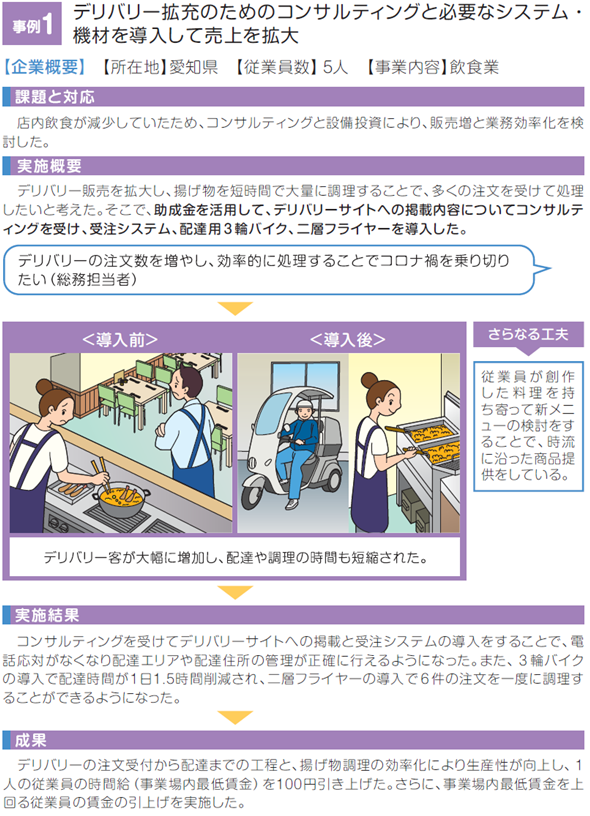 事例1
デリバリー拡充のためのコンサルティングと必要なシステム・
機材を導入して売上を拡大
【企業概要】 【所在地】愛知県 【従業員数】5人 【事業内容】飲食業
課題と対応
店内飲食が減少していたため、コンサルティングと設備投資により、販売増と業務効率化を検
討した。
実施概要
デリバリー販売を拡大し、揚げ物を短時間で大量に調理することで、多くの注文を受けて処理
したいと考えた。そこで、助成金を活用して、デリバリーサイトへの掲載内容についてコンサルティ
ングを受け、受注システム、配達用3輪バイク、二層フライヤーを導入した。
デリバリーの注文数を増やし、効率的に処理することでコロナ禍を乗り切り
たい(総務担当者)
<導入前>
<導入後>
デリバリー客が大幅に増加し、配達や調理の時間も短縮された。
さらなる工夫
従業員が創作
した料理を持
ち寄って新メニ
ューの検討をす
ることで、時流
に沿った商品提
供をしている。
実施結果
コンサルティングを受けてデリバリーサイトへの掲載と受注システムの導入をすることで、電
話応対がなくなり配達エリアや配達住所の管理が正確に行えるようになった。また、3輪バイク
の導入で配達時間が1日1.5時間削減され、二層フライヤーの導入で6件の注文を一度に調理す
ることができるようになった。
成果
デリバリーの注文受付から配達までの工程と、揚げ物調理の効率化により生産性が向上し、1
人の従業員の時間給(事業場内最低賃金)を100円引き上げた。さらに、事業場内最低賃金を上
回る従業員の賃金の引上げを実施した。